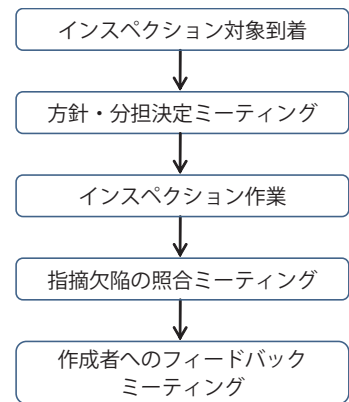 インスペクション対象到着
方針・分担決定ミーティング
インスペクション作業
指摘欠陥の照合ミーティング
作成者へのフィードバック
ミーティング